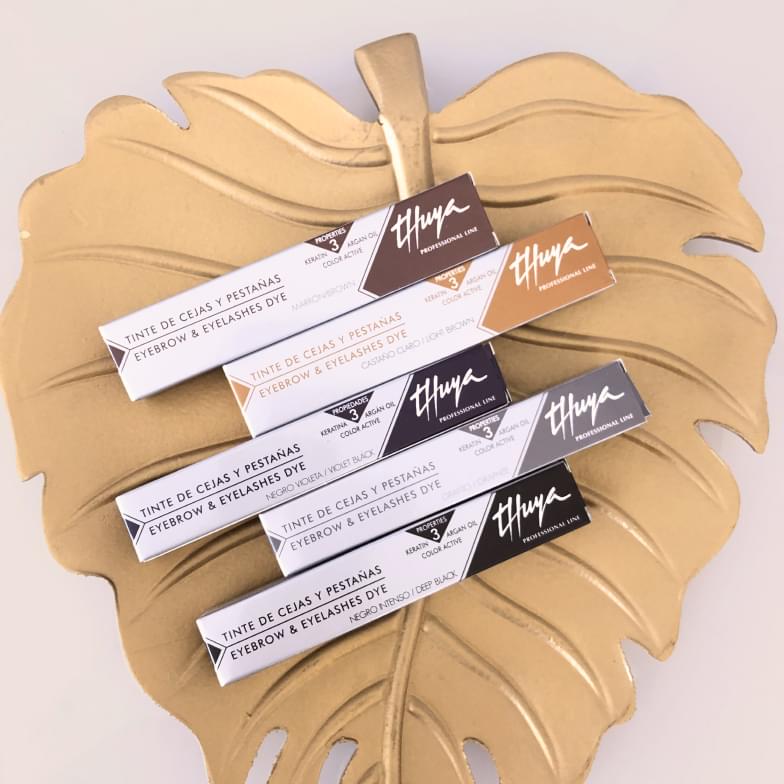 TINTE DE CEJAS Y PESTAÑAS
EYEBROW & EYELASHES DYE
MARRÓN/BROWN
PROPERTIES
3
KERATIN ARGAN OIL
COLOR ACTIVE
thuya
PROFESSIONAL LINE
TINTE DE CEJAS Y PESTAÑAS
EYEBROW & EYELASHES DYE
CASTAÑO CLARO / LIGHT BROWN
PROPERTIES
3
KERATIN ARGAN OIL
COLOR ACTIVE
thuya
PROFESSIONAL LINE
TINTE DE CEJAS Y PESTAÑAS
EYEBROW & EYELASHES DYE
NEGRO VIOLETA / VIOLET BLACK
PROPIEDADES
3
KERATINA ARGÁN OIL
COLOR ACTIVE
thuya
PROFESSIONAL LINE
TINTE DE CEJAS Y PESTAÑAS
EYEBROW & EYELASHES DYE
GRAFITO / GRAPHITE
PROPERTIES
3
KERATIN ARGAN OIL
COLOR ACTIVE
thuya
PROFESSIONAL LINE
TINTE DE CEJAS Y PESTAÑAS
EYEBROW & EYELASHES DYE
NEGRO INTENSO / DEEP BLACK
PROPERTIES
3
KERATIN ARGAN OIL
COLOR ACTIVE
thuya
PROFESSIONAL LINE